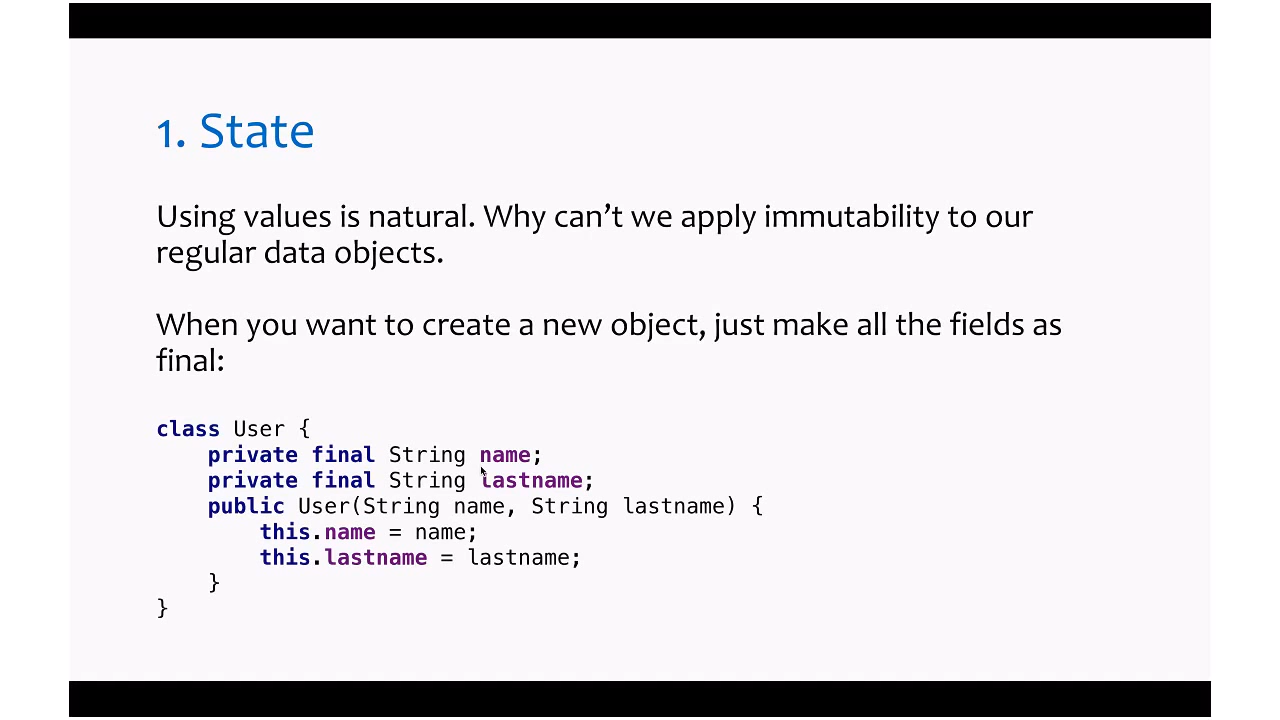 1. State
Using values is natural. Why can’t we apply immutability to our
regular data objects.
When you want to create a new object, just make all the fields as
final:
class User {
    private final String name;
    private final String lastname;
    public User(String name, String lastname) {
        this.name = name;
        this.lastname = lastname;
    }
}